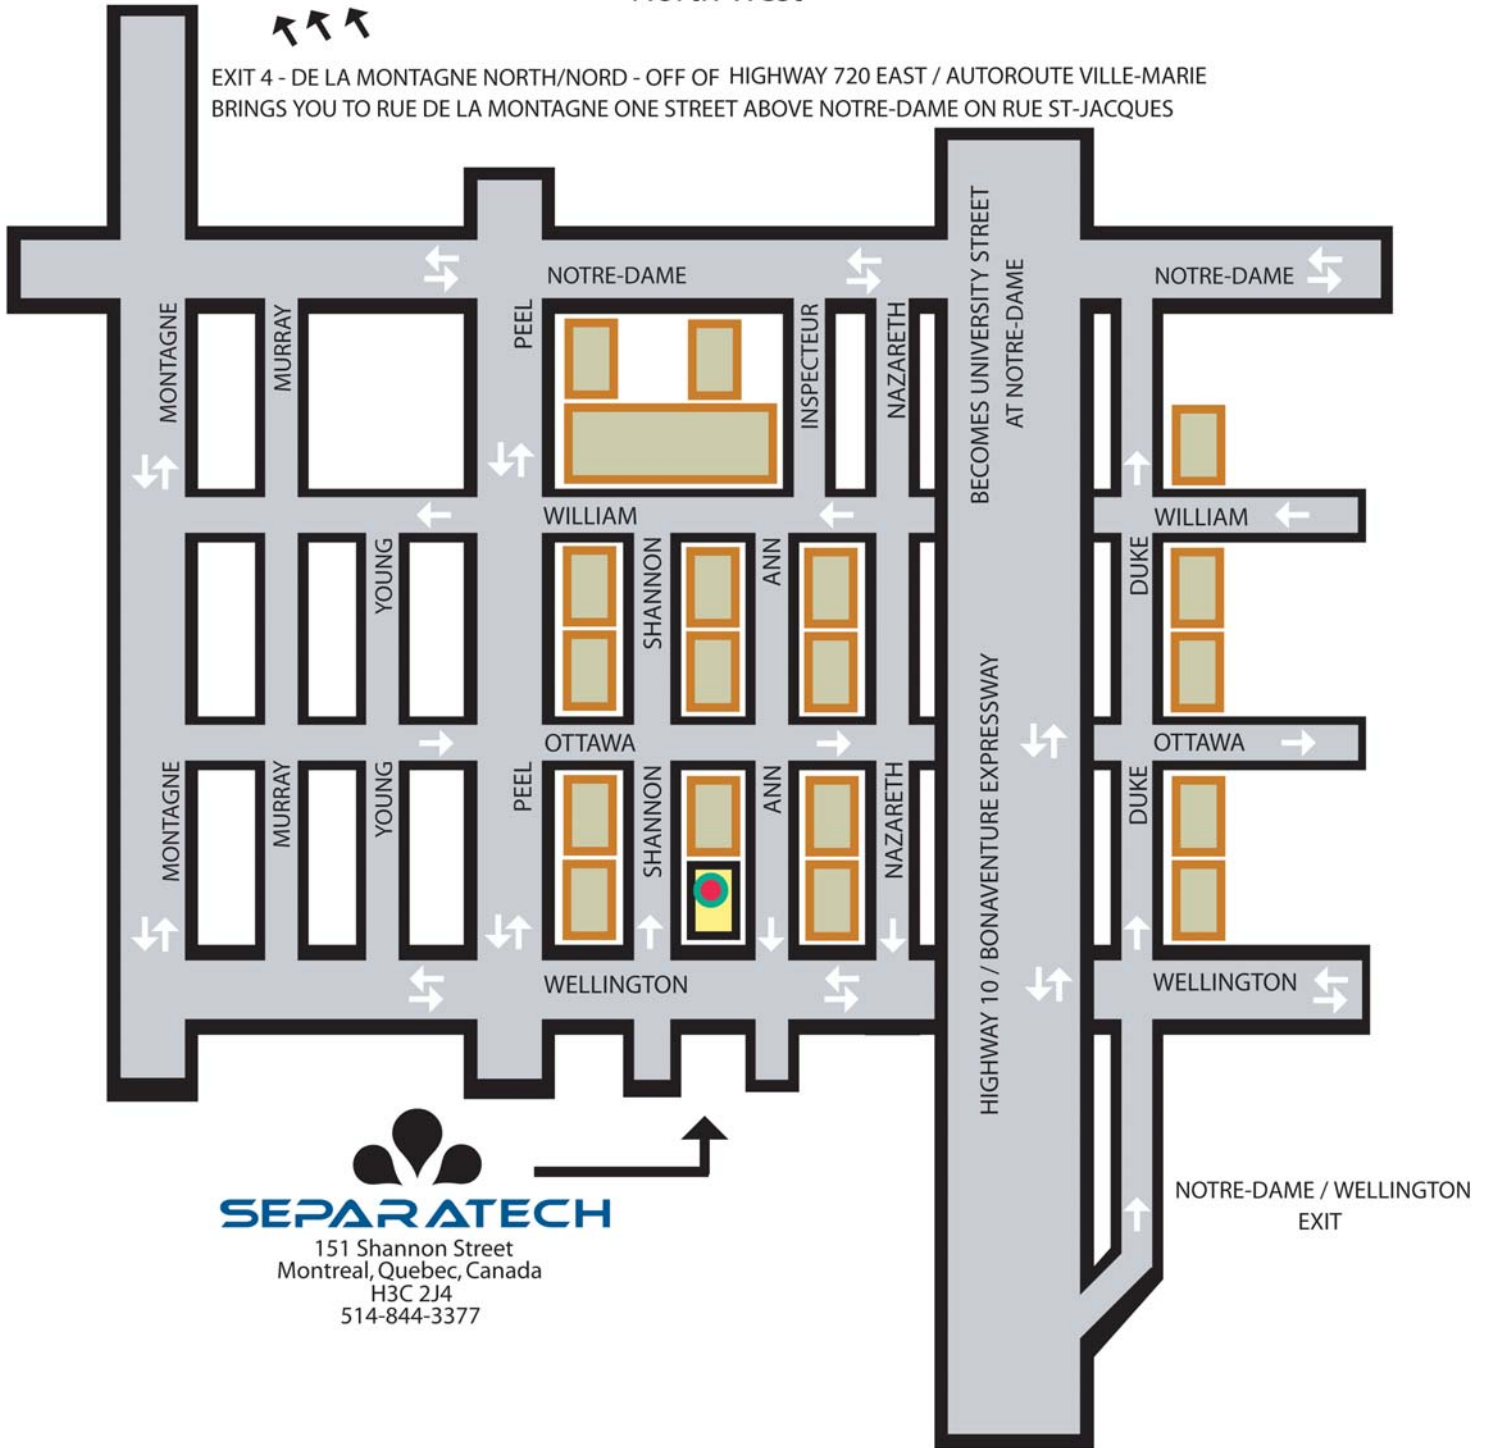 EXIT 4 - DE LA MONTAGNE NORTH/NORD - OFF OF HIGHWAY 720 EAST / AUTOROUTE VILLE-MARIE
BRINGS YOU TO RUE DE LA MONTAGNE ONE STREET ABOVE NOTRE-DAME ON RUE ST-JACQUES
BECOMES UNIVERSITY STREET
AT NOTRE-DAME
NOTRE-DAME
NOTRE-DAME
MONTAGNE
MURRAY
PEEL
INSPECTEUR
NAZARETH
WILLIAM
WILLIAM
YOUNG
SHANNON
ANN
DUKE
HIGHWAY 10 / BONAVENTURE EXPRESSWAY
OTTAWA
OTTAWA
MONTAGNE
MURRAY
YOUNG
PEEL
SHANNON
ANN
NAZARETH
DUKE
WELLINGTON
WELLINGTON
SEPARATECH
151 Shannon Street
Montreal, Quebec, Canada
H3C 2J4
514-844-3377
NOTRE-DAME / WELLINGTON
EXIT